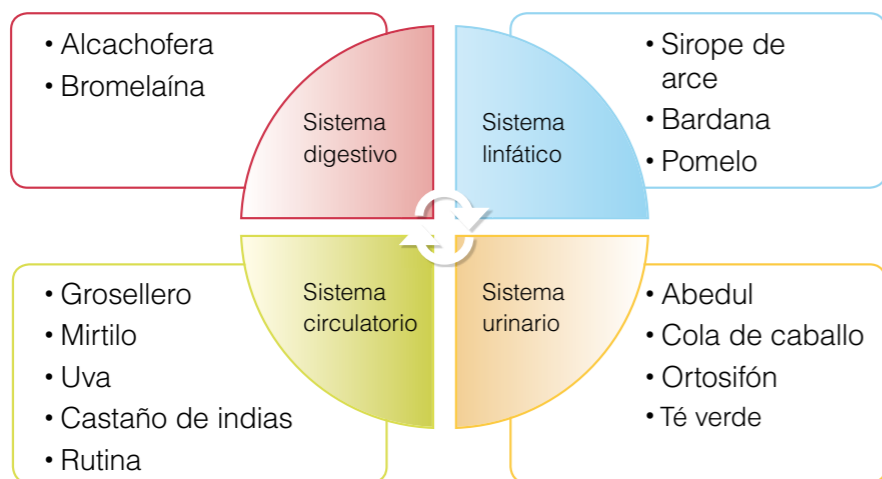 • Alcachofera
• Bromelaína
Sistema
digestivo
Sistema
linfático
• Sirope de
arce
• Bardana
• Pomelo
• Grosellero
• Mirtilo
• Uva
• Castaño de indias
• Rutina
Sistema
circulatorio
Sistema
urinario
• Abedul
• Cola de caballo
• Ortosifón
• Té verde